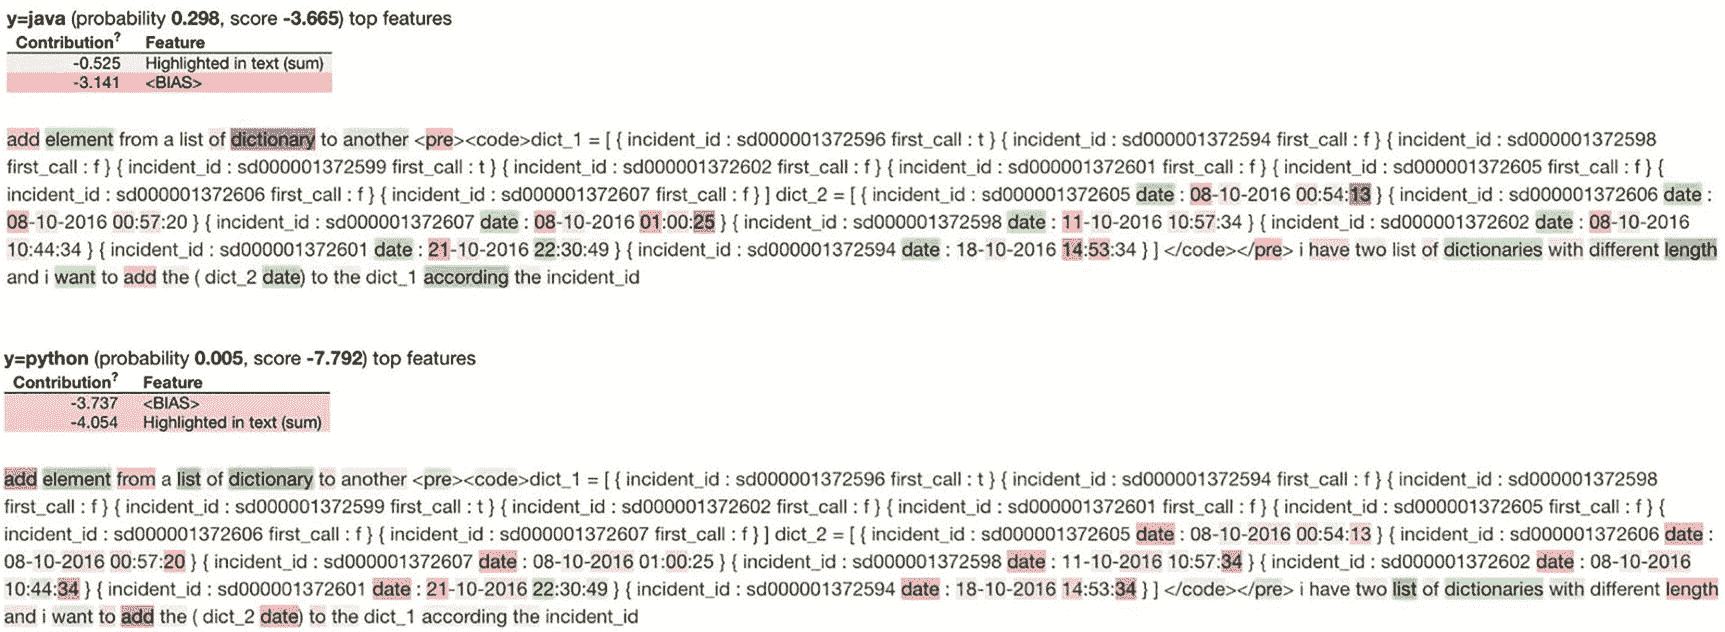 y=java (probability 0.298, score -3.665) top features
Contribution? Feature
-0.525 Highlighted in text (sum)
-3.141 <BIAS>
add element from a list of dictionary to another <pre><code>dict_1 = [ { incident_id : sd000001372596 first_call : t } { incident_id : sd000001372594 first_call : f } { incident_id : sd000001372598
first_call : f } { incident_id : sd000001372599 first_call : t } { incident_id : sd000001372602 first_call : f } { incident_id : sd000001372601 first_call : f } { incident_id : sd000001372605 first_call : f } {
incident_id : sd000001372606 first_call : f } { incident_id : sd000001372607 first_call : f } ] dict_2 = [ { incident_id : sd000001372605 date : 08-10-2016 00:54:13 } { incident_id : sd000001372606 date :
08-10-2016 00:57:20 } { incident_id : sd000001372607 date : 08-10-2016 01:00:25 } { incident_id : sd000001372598 date : 11-10-2016 10:57:34 } { incident_id : sd000001372602 date : 08-10-2016
10:44:34 } { incident_id : sd000001372601 date : 21-10-2016 22:30:49 } { incident_id : sd000001372594 date : 18-10-2016 14:53:34 } ] </code></pre> i have two list of dictionaries with different length
and i want to add the ( dict_2 date) to the dict_1 according the incident_id
y=python (probability 0.005, score -7.792) top features
Contribution? Feature
-3.737 <BIAS>
-4.054 Highlighted in text (sum)
add element from a list of dictionary to another <pre><code>dict_1 = [ { incident_id : sd000001372596 first_call : t } { incident_id : sd000001372594 first_call : f } { incident_id : sd000001372598
first_call : f } { incident_id : sd000001372599 first_call : t } { incident_id : sd000001372602 first_call : f } { incident_id : sd000001372601 first_call : f } { incident_id : sd000001372605 first_call : f } {
incident_id : sd000001372606 first_call : f } { incident_id : sd000001372607 first_call : f } ] dict_2 = [ { incident_id : sd000001372605 date : 08-10-2016 00:54:13 } { incident_id : sd000001372606 date :
08-10-2016 00:57:20 } { incident_id : sd000001372607 date : 08-10-2016 01:00:25 } { incident_id : sd000001372598 date : 11-10-2016 10:57:34 } { incident_id : sd000001372602 date : 08-10-2016
10:44:34 } { incident_id : sd000001372601 date : 21-10-2016 22:30:49 } { incident_id : sd000001372594 date : 18-10-2016 14:53:34 } ] </code></pre> i have two list of dictionaries with different length
and i want to add the ( dict_2 date) to the dict_1 according the incident_id